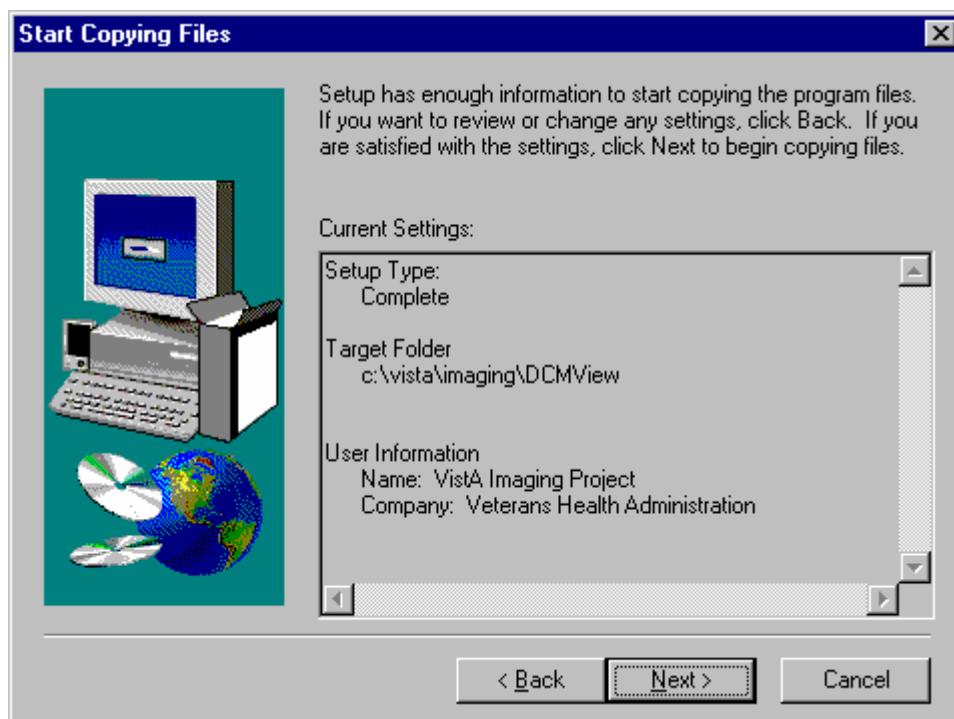 Start Copying Files
Setup has enough information to start copying the program files.
If you want to review or change any settings, click Back.  If you
are satisfied with the settings, click Next to begin copying files.
Current Settings:
Setup Type:
Complete
Target Folder
c:\vista\imaging\DCMView
User Information
Name:  VistA Imaging Project
Company:  Veterans Health Administration
< Back
Next >
Cancel